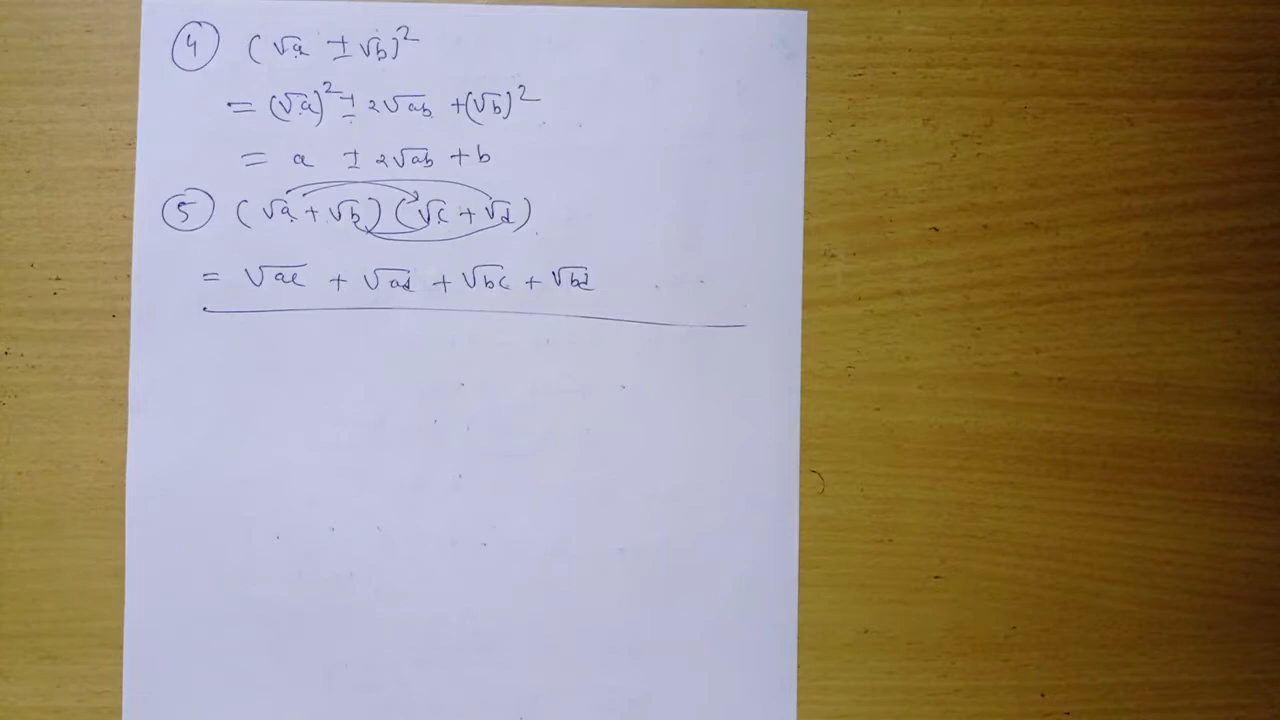 ④ (√a ± √b)²
= (√a)² ± 2√ab + (√b)²
= a ± 2√ab + b
⑤ (√a + √b) (√c + √d)
= √ac + √ad + √bc + √bd